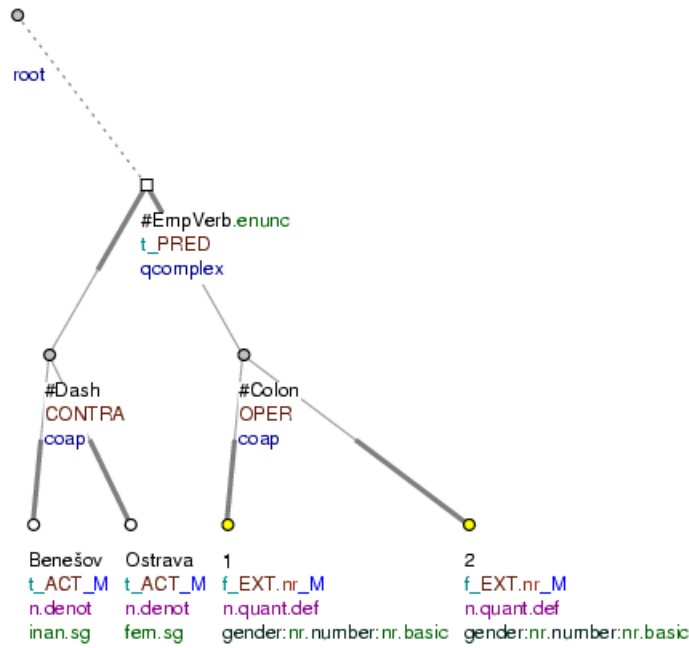 root
#EmpVerb.enunc
t_PRED
qcomplex
#Dash
CONTRA
coap
#Colon
OPER
coap
Benešov
t_ACT_M
n.denot
inan.sg
Ostrava
t_ACT_M
n.denot
fem.sg
1
f_EXT.nr_M
n.quant.def
gender:nr.number:nr.basic
2
f_EXT.nr_M
n.quant.def
gender:nr.number:nr.basic